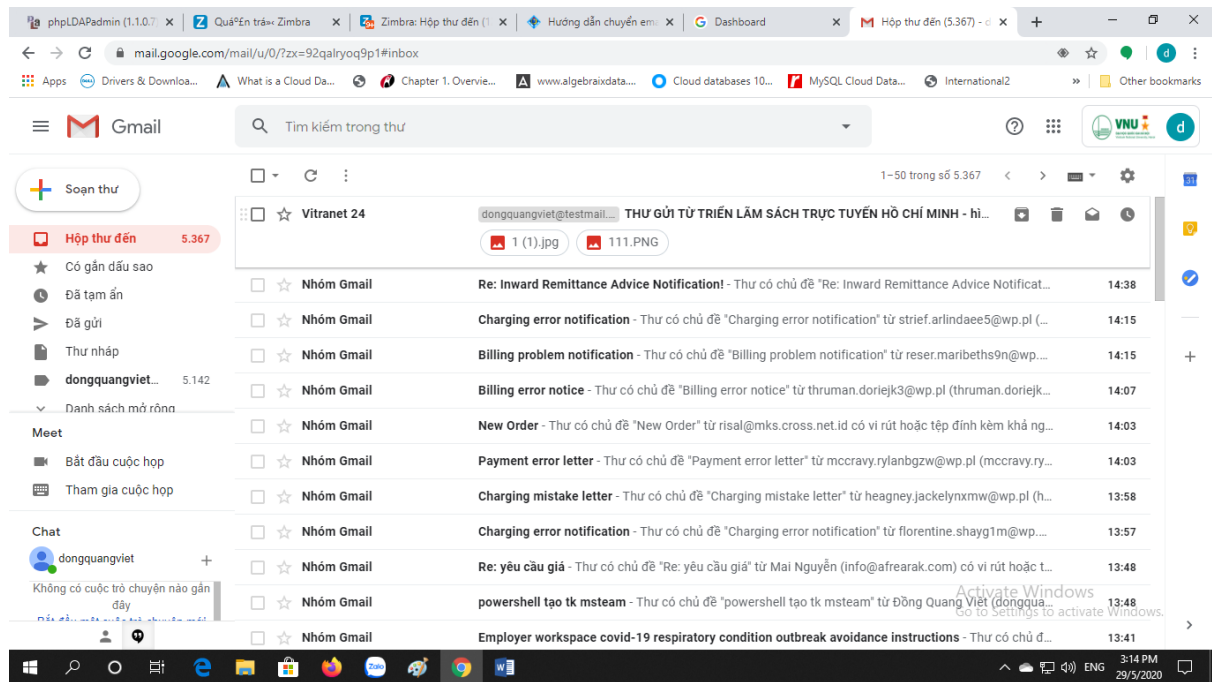 phpLDAPadmin (1.1.0.7) Quáº£n trá»‹ Zimbra Zimbra: Hộp thư đến (1 Hướng dẫn chuyển ema Dashboard Hộp thư đến (5.367) - d
mail.google.com/mail/u/0/?zx=92qalryoq9p1#inbox d
Apps Drivers & Downloa... What is a Cloud Da... Chapter 1. Overvie... www.algebraixdata.... Cloud databases 10... MySQL Cloud Data... International2 » Other bookmarks
Gmail Tìm kiếm trong thư VNU d
Soạn thư 1–50 trong số 5.367
Hộp thư đến 5.367
Có gắn dấu sao
Đã tạm ẩn
Đã gửi
Thư nháp
dongquangviet... 5.142
Danh sách mở rộng
Meet
Bắt đầu cuộc họp
Tham gia cuộc họp
Chat
dongquangviet
Không có cuộc trò chuyện nào gần
đây
Bắt đầu một cuộc trò chuyện mới
Vitranet 24 dongquangviet@testmail.... THƯ GỬI TỪ TRIỂN LÃM SÁCH TRỰC TUYẾN HỒ CHÍ MINH - hì...
1 (1).jpg 111.PNG
Nhóm Gmail Re: Inward Remittance Advice Notification! - Thư có chủ đề "Re: Inward Remittance Advice Notificat... 14:38
Nhóm Gmail Charging error notification - Thư có chủ đề "Charging error notification" từ strief.arlindaee5@wp.pl (... 14:15
Nhóm Gmail Billing problem notification - Thư có chủ đề "Billing problem notification" từ reser.maribeths9n@wp.... 14:15
Nhóm Gmail Billing error notice - Thư có chủ đề "Billing error notice" từ thruman.doriejk3@wp.pl (thruman.doriejk... 14:07
Nhóm Gmail New Order - Thư có chủ đề "New Order" từ risal@mks.cross.net.id có vi rút hoặc tệp đính kèm khả ng... 14:03
Nhóm Gmail Payment error letter - Thư có chủ đề "Payment error letter" từ mccravy.rylanbgzw@wp.pl (mccravy.ry... 14:03
Nhóm Gmail Charging mistake letter - Thư có chủ đề "Charging mistake letter" từ heagney.jackelynxmw@wp.pl (h... 13:58
Nhóm Gmail Charging error notification - Thư có chủ đề "Charging error notification" từ florentine.shayg1m@wp.... 13:57
Nhóm Gmail Re: yêu cầu giá - Thư có chủ đề "Re: yêu cầu giá" từ Mai Nguyễn (info@afrearak.com) có vi rút hoặc t... 13:48
Nhóm Gmail powershell tạo tk msteam - Thư có chủ đề "powershell tạo tk msteam" từ Đồng Quang Việt (dongqua... 13:48
Nhóm Gmail Employer workspace covid-19 respiratory condition outbreak avoidance instructions - Thư có chủ đ... 13:41
Activate Windows
Go to Settings to activate Windows.
31
Zalo
ENG 3:14 PM
29/5/2020